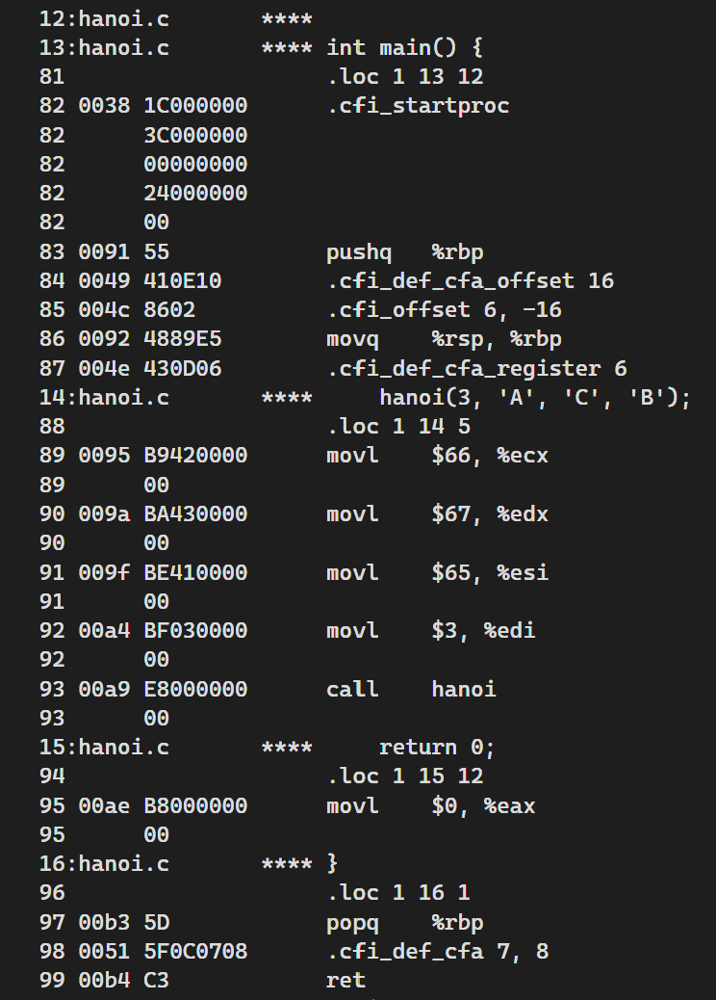 12:hanoi.c       ****
13:hanoi.c       **** int main() {
81                    .loc 1 13 12
82 0038 1C000000      .cfi_startproc
82      3C000000
82      00000000
82      24000000
82      00
83 0091 55            pushq   %rbp
84 0049 410E10        .cfi_def_cfa_offset 16
85 004c 8602          .cfi_offset 6, -16
86 0092 4889E5        movq    %rsp, %rbp
87 004e 430D06        .cfi_def_cfa_register 6
14:hanoi.c       ****     hanoi(3, 'A', 'C', 'B');
88                    .loc 1 14 5
89 0095 B9420000      movl    $66, %ecx
89      00
90 009a BA430000      movl    $67, %edx
90      00
91 009f BE410000      movl    $65, %esi
91      00
92 00a4 BF030000      movl    $3, %edi
92      00
93 00a9 E8000000      call    hanoi
93      00
15:hanoi.c       ****     return 0;
94                    .loc 1 15 12
95 00ae B8000000      movl    $0, %eax
95      00
16:hanoi.c       **** }
96                    .loc 1 16 1
97 00b3 5D            popq    %rbp
98 0051 5F0C0708      .cfi_def_cfa 7, 8
99 00b4 C3            ret